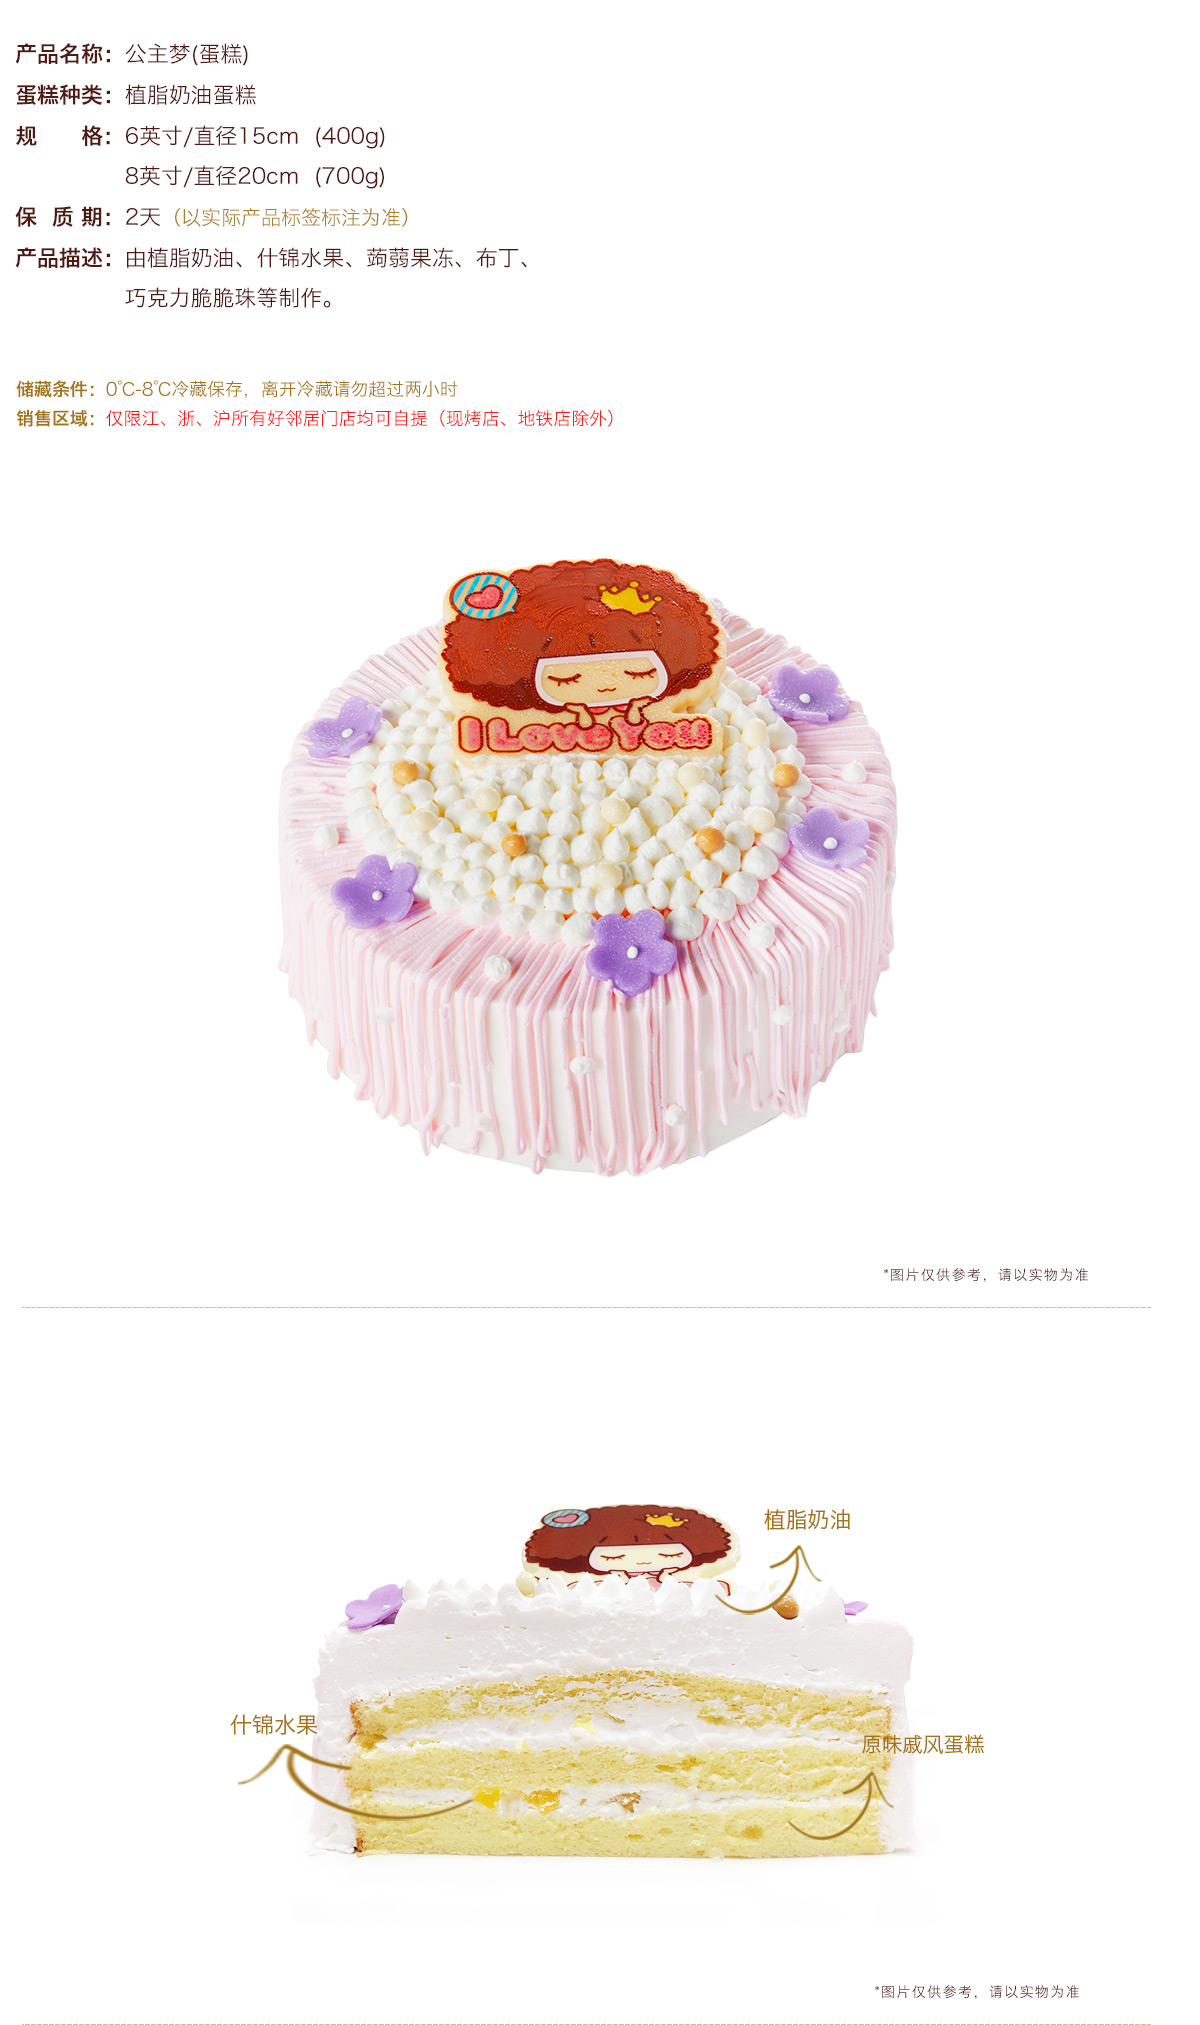 产品名称：公主梦(蛋糕)
蛋糕种类：植脂奶油蛋糕
规 格：6英寸/直径15cm (400g)
8英寸/直径20cm (700g)
保 质 期：2天（以实际产品标签标注为准）
产品描述：由植脂奶油、什锦水果、蒟蒻果冻、布丁、
巧克力脆脆珠等制作。
储藏条件：0℃-8℃冷藏保存，离开冷藏请勿超过两小时
销售区域：仅限江、浙、沪所有好邻居门店均可自提（现烤店、地铁店除外）
I Love You
*图片仅供参考，请以实物为准
植脂奶油
什锦水果
原味戚风蛋糕
*图片仅供参考，请以实物为准